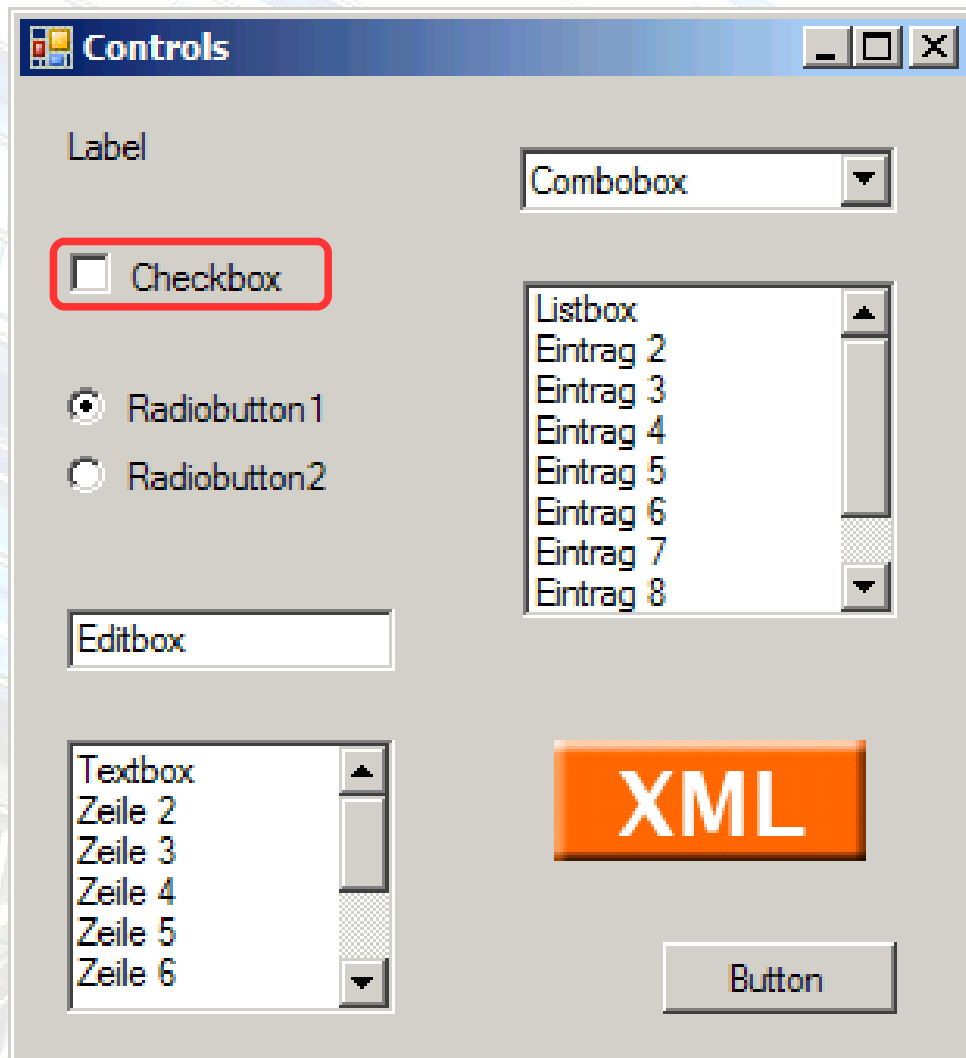 Controls
Label
Combobox
Checkbox
Listbox
Eintrag 2
Eintrag 3
Eintrag 4
Eintrag 5
Eintrag 6
Eintrag 7
Eintrag 8
Radiobutton1
Radiobutton2
Editbox
Textbox
Zeile 2
Zeile 3
Zeile 4
Zeile 5
Zeile 6
XML
Button